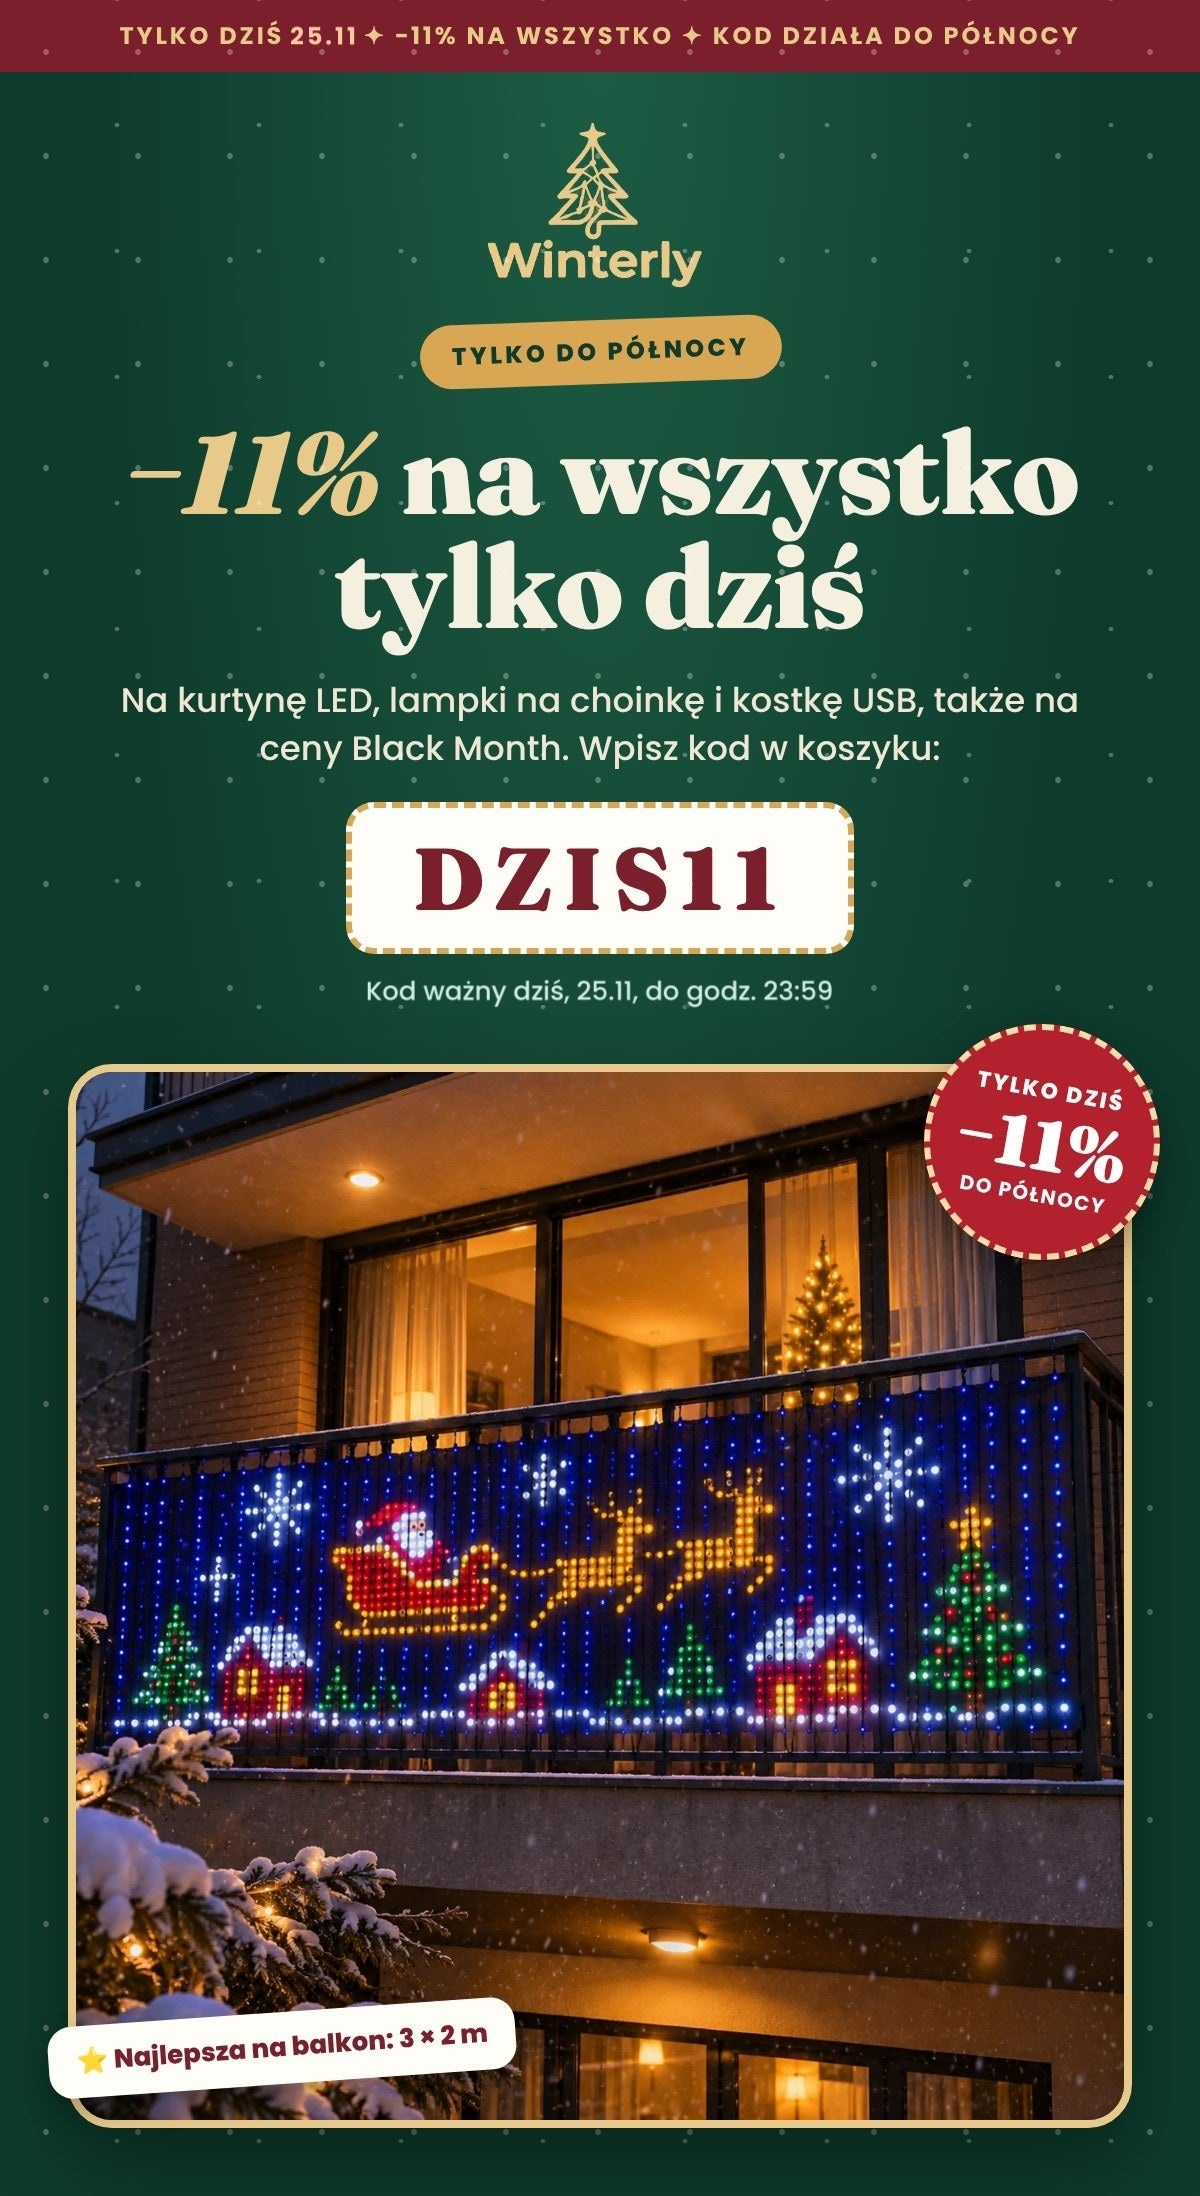 TYLKO DZIŚ 25.11 ✦ -11% NA WSZYSTKO ✦ KOD DZIAŁA DO PÓŁNOCY
Winterly
TYLKO DO PÓŁNOCY
–11% na wszystko
tylko dziś
Na kurtynę LED, lampki na choinkę i kostkę USB, także na
ceny Black Month. Wpisz kod w koszyku:
DZIS11
Kod ważny dziś, 25.11, do godz. 23:59
TYLKO DZIŚ
–11%
DO PÓŁNOCY
⭐ Najlepsza na balkon: 3 × 2 m